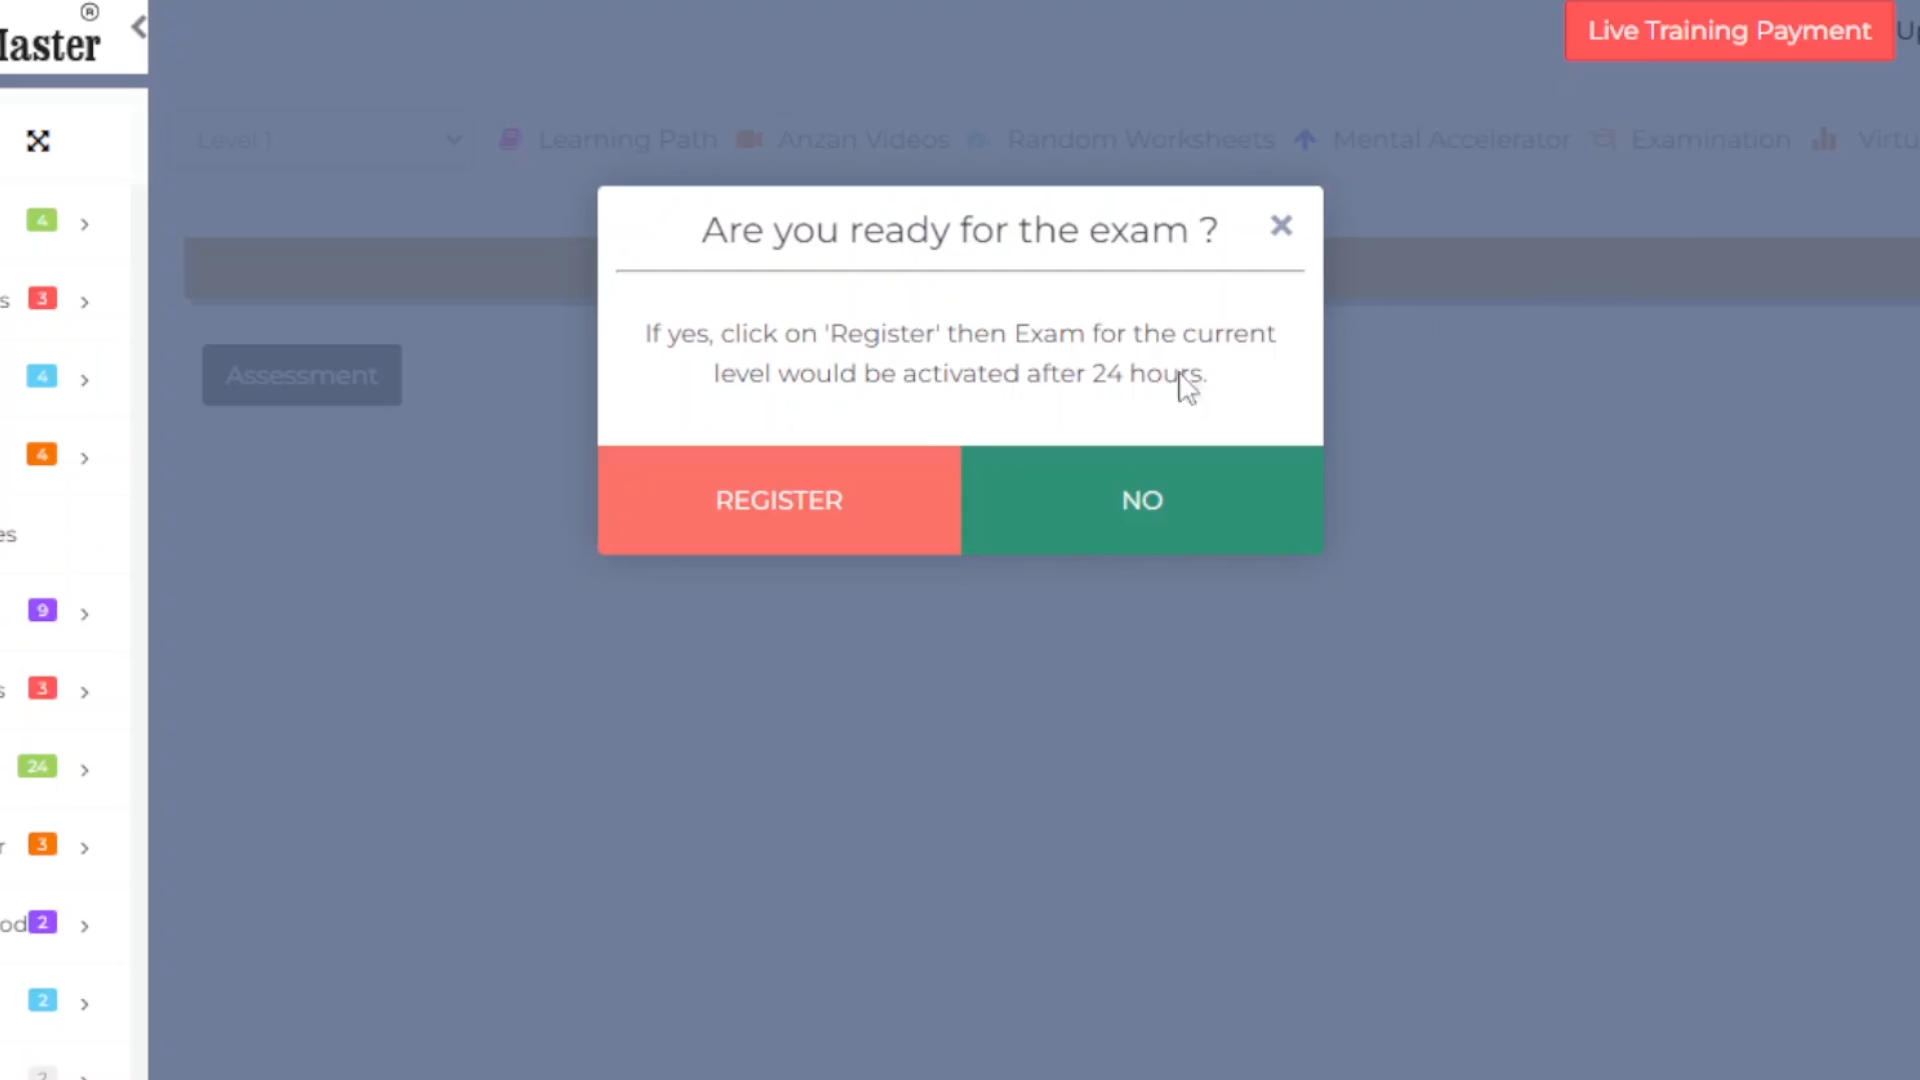 ®
Master
Live Training Payment
Level 1
Learning Path
Anzan Videos
Random Worksheets
Mental Accelerator
Examination
Are you ready for the exam ?
If yes, click on 'Register' then Exam for the current
level would be activated after 24 hours.
REGISTER
NO
Assessment
4
s 3
4
4
es
9
s 3
24
r 3
od 2
2
2